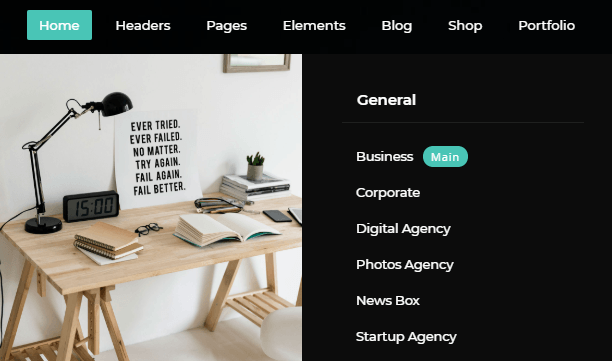 Home Headers Pages Elements Blog Shop Portfolio
EVER TRIED.
EVER FAILED.
NO MATTER.
TRY AGAIN.
FAIL AGAIN.
FAIL BETTER.
15:00
General
Business Main
Corporate
Digital Agency
Photos Agency
News Box
Startup Agency